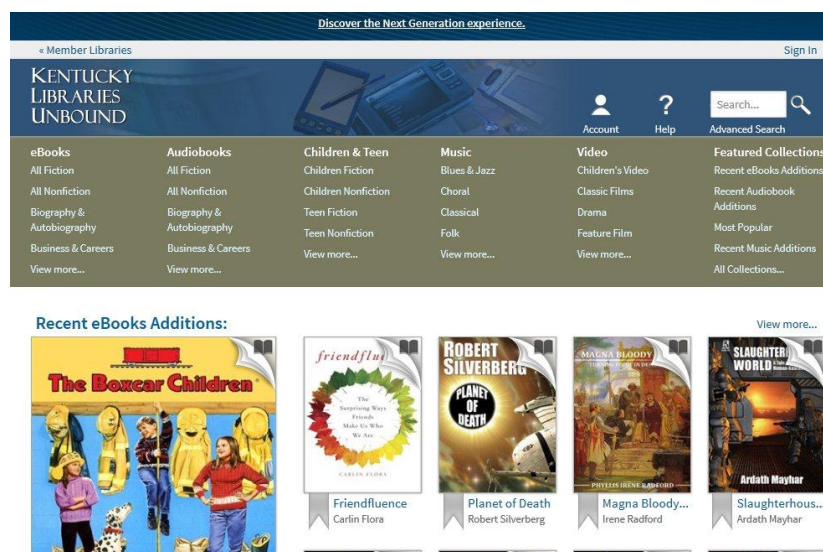 Discover the Next Generation experience.
« Member Libraries
Sign In
KENTUCKY
LIBRARIES
UNBOUND
Account
Help
Search...
Advanced Search
eBooks
All Fiction
All Nonfiction
Biography &
Autobiography
Business & Careers
View more...
Audiobooks
All Fiction
All Nonfiction
Biography &
Autobiography
Business & Careers
View more...
Children & Teen
Children Fiction
Children Nonfiction
Teen Fiction
Teen Nonfiction
View more...
Music
Blues & Jazz
Choral
Classical
Folk
View more...
Video
Children's Video
Classic Films
Drama
Feature Film
View more...
Featured Collections
Recent eBooks Additions
Recent Audiobook
Additions
Most Popular
Recent Music Additions
All Collections...
Recent eBooks Additions:
View more...
The Boxcar Children
friendflu
The
Surprising Ways
Friends
Make Us Who
We Are
CARLIN FLORA
Friendfluence
Carlin Flora
ROBERT
SILVERBERG
PLANET
OF
DEATH
Planet of Death
Robert Silverberg
MAGNA BLOODY
PHYLLIS IRENE RADFORD
Magna Bloody...
Irene Radford
SLAUGHTER
WORLD
Ardath Mayhar
Slaughterhous...
Ardath Mayhar